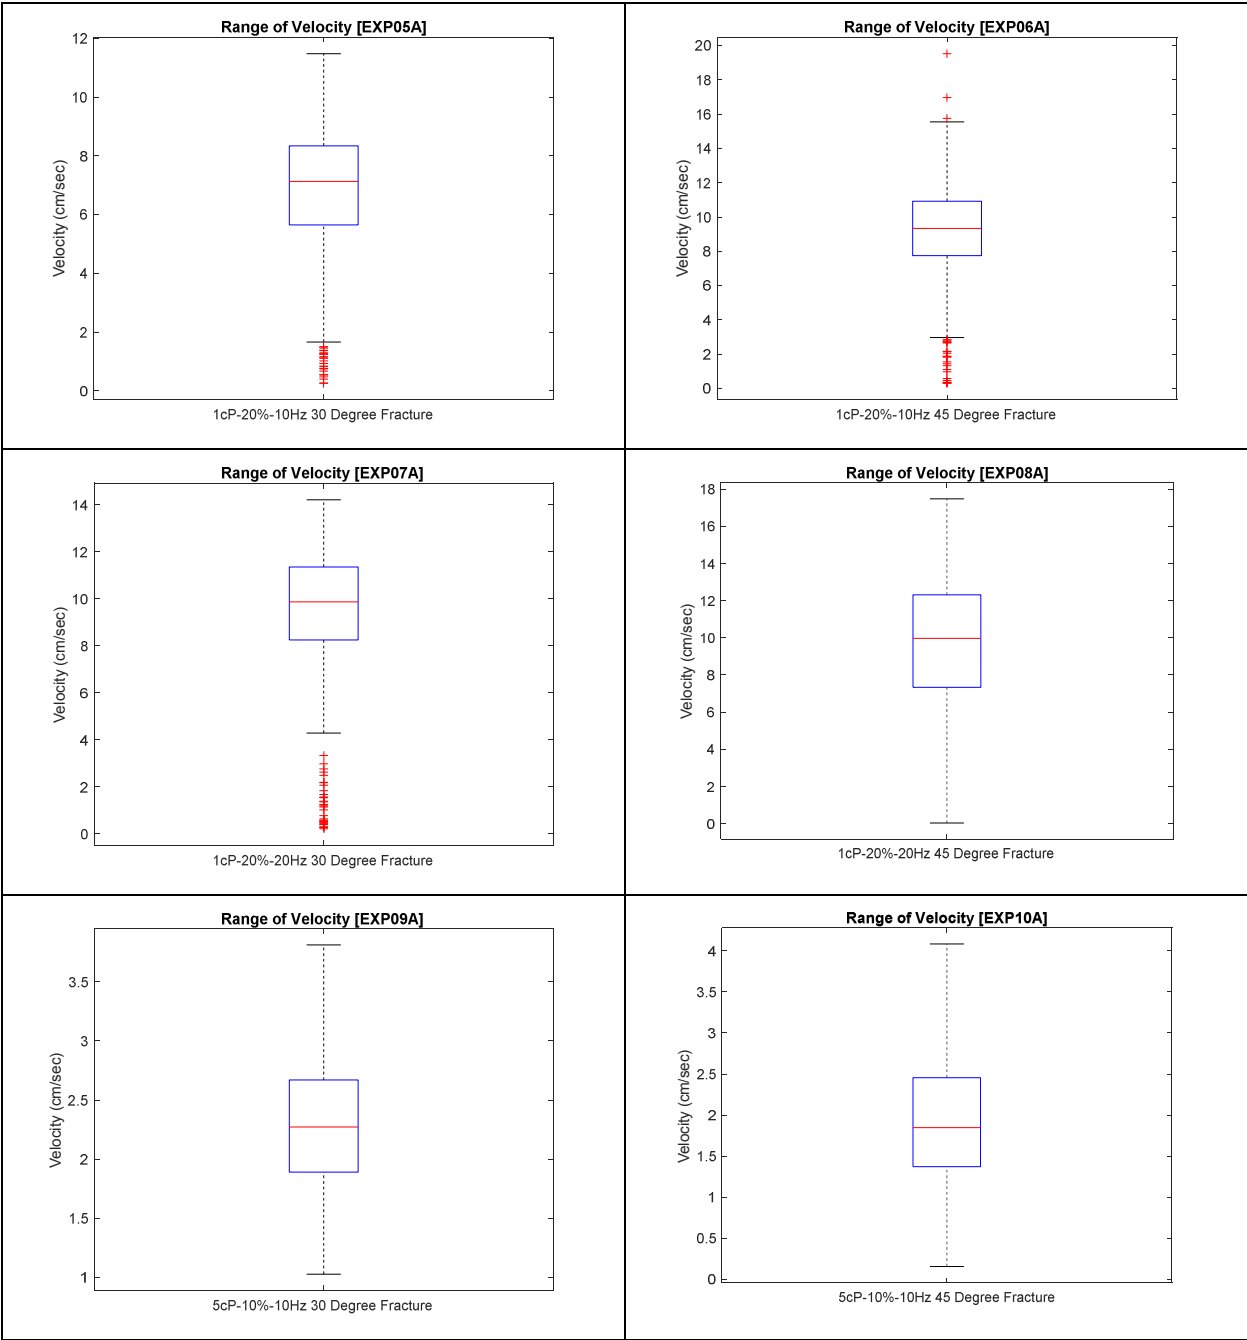 Range of Velocity [EXP05A]
12
10
8
6
4
2
0
Velocity (cm/sec)
1cP-20%-10Hz 30 Degree Fracture
Range of Velocity [EXP06A]
20
18
16
14
12
10
8
6
4
2
0
Velocity (cm/sec)
1cP-20%-10Hz 45 Degree Fracture
Range of Velocity [EXP07A]
14
12
10
8
6
4
2
0
Velocity (cm/sec)
1cP-20%-20Hz 30 Degree Fracture
Range of Velocity [EXP08A]
18
16
14
12
10
8
6
4
2
0
Velocity (cm/sec)
1cP-20%-20Hz 45 Degree Fracture
Range of Velocity [EXP09A]
3.5
3
2.5
2
1.5
1
Velocity (cm/sec)
5cP-10%-10Hz 30 Degree Fracture
Range of Velocity [EXP10A]
4
3.5
3
2.5
2
1.5
1
0.5
0
Velocity (cm/sec)
5cP-10%-10Hz 45 Degree Fracture